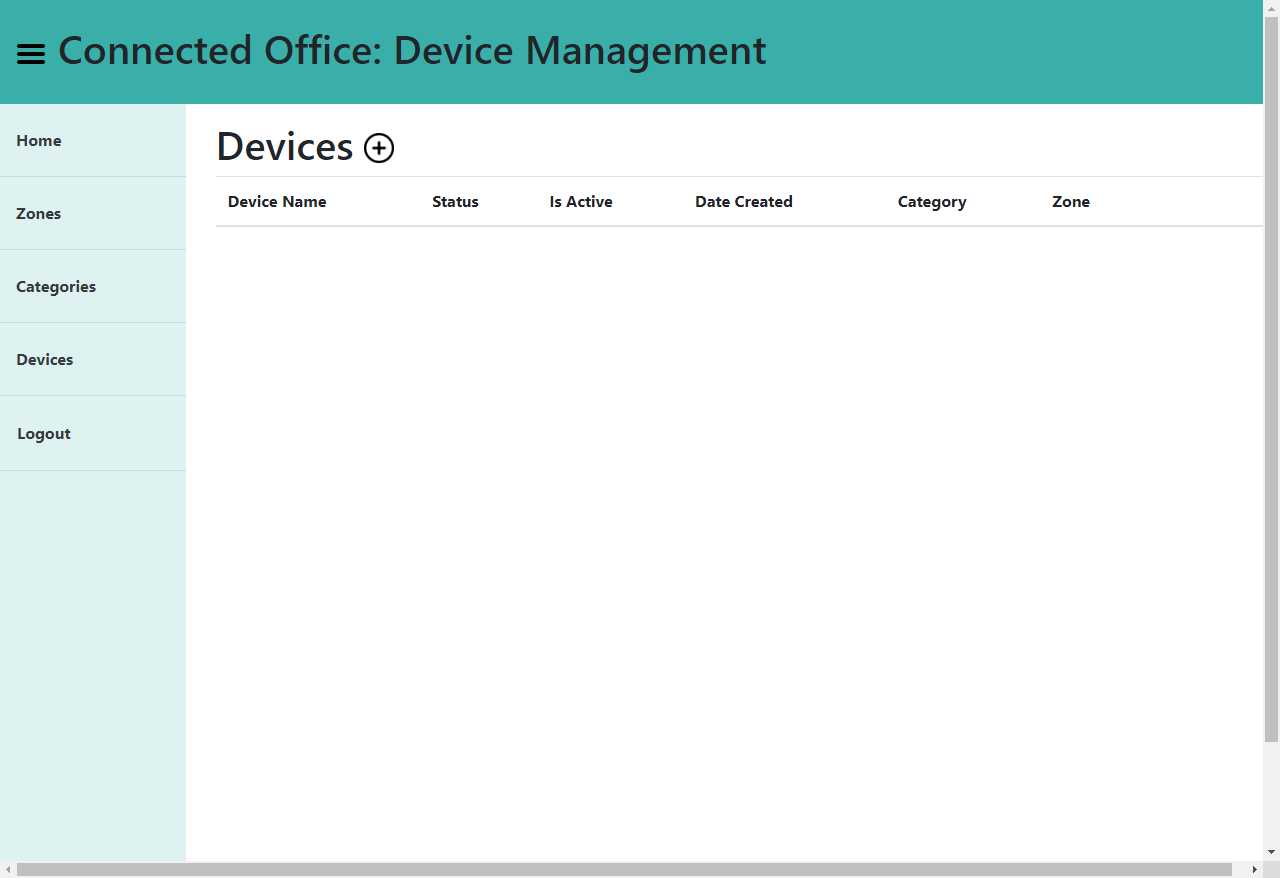 Connected Office: Device Management
Home
Zones
Categories
Devices
Logout
Devices
Device Name Status Is Active Date Created Category Zone